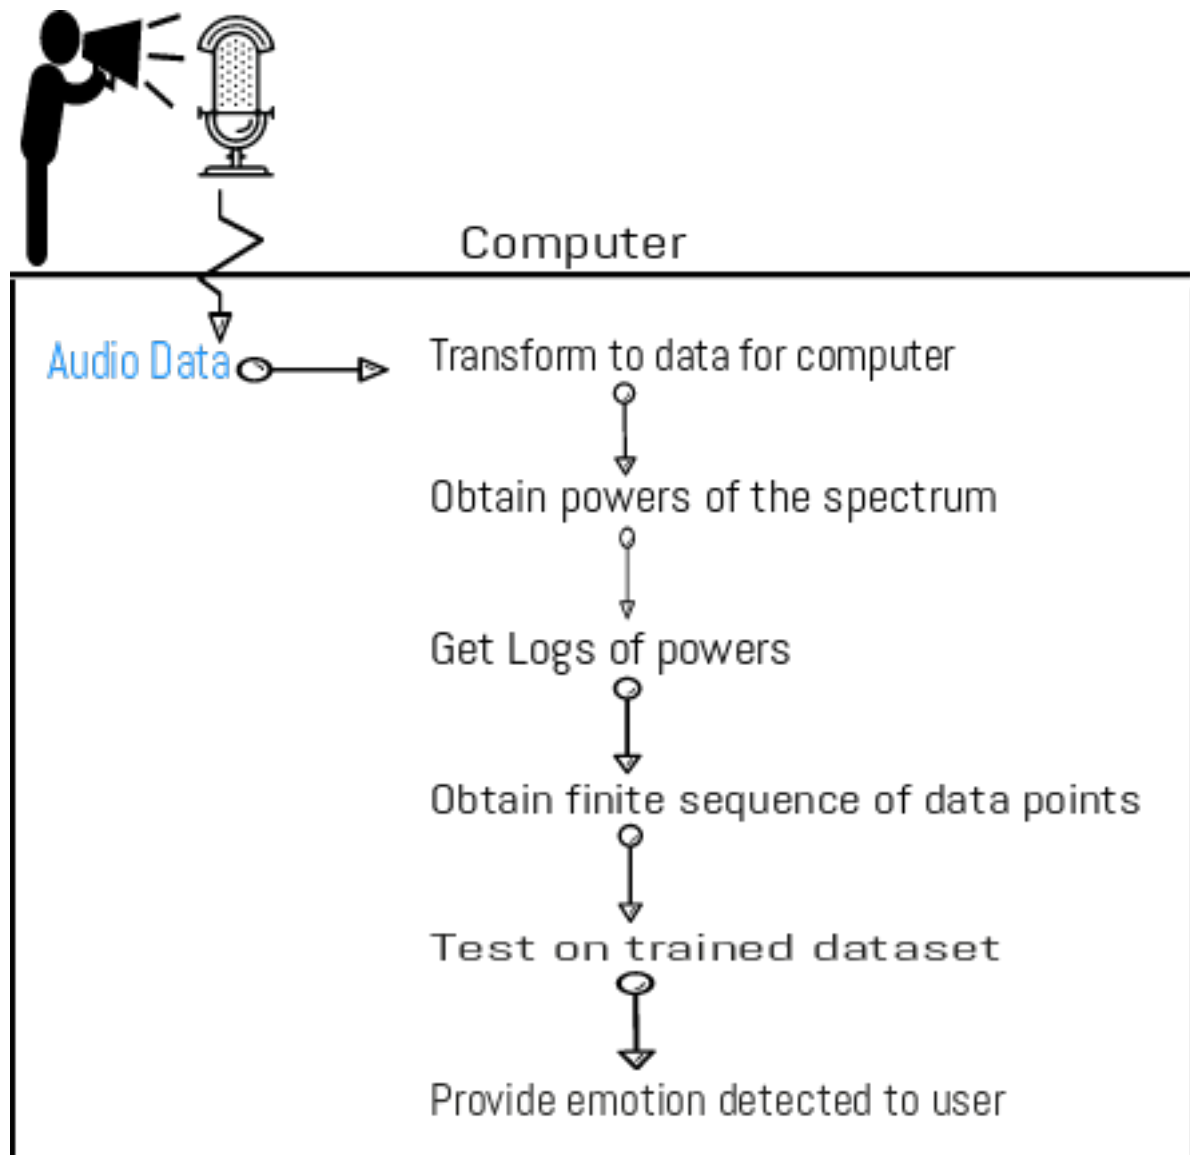 Computer
Audio Data
Transform to data for computer
Obtain powers of the spectrum
Get Logs of powers
Obtain finite sequence of data points
Test on trained dataset
Provide emotion detected to user